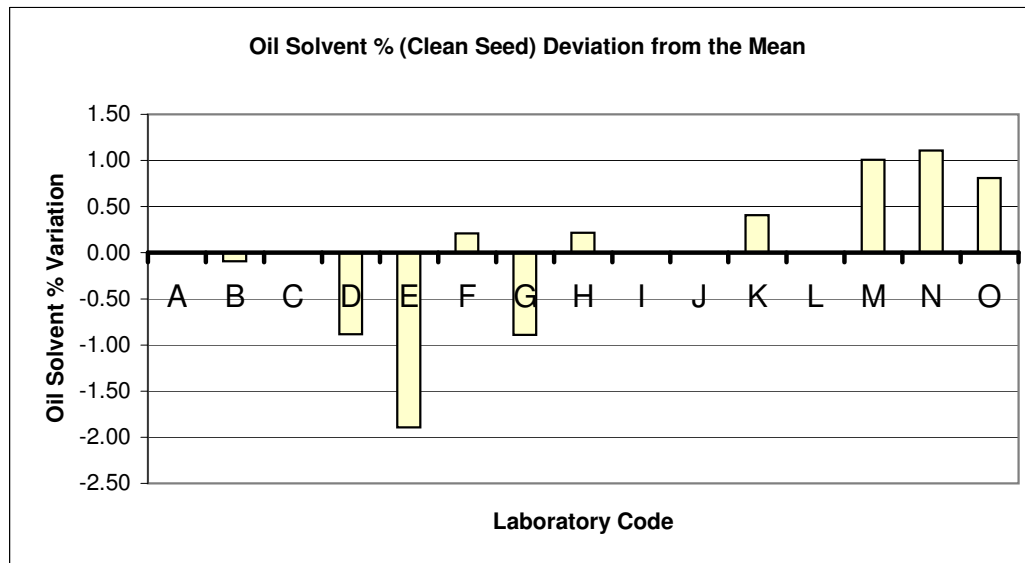 Oil Solvent % (Clean Seed) Deviation from the Mean
1.50
1.00
0.50
0.00
-0.50
-1.00
-1.50
-2.00
-2.50
Oil Solvent % Variation
A B C D E F G H I J K L M N O
Laboratory Code